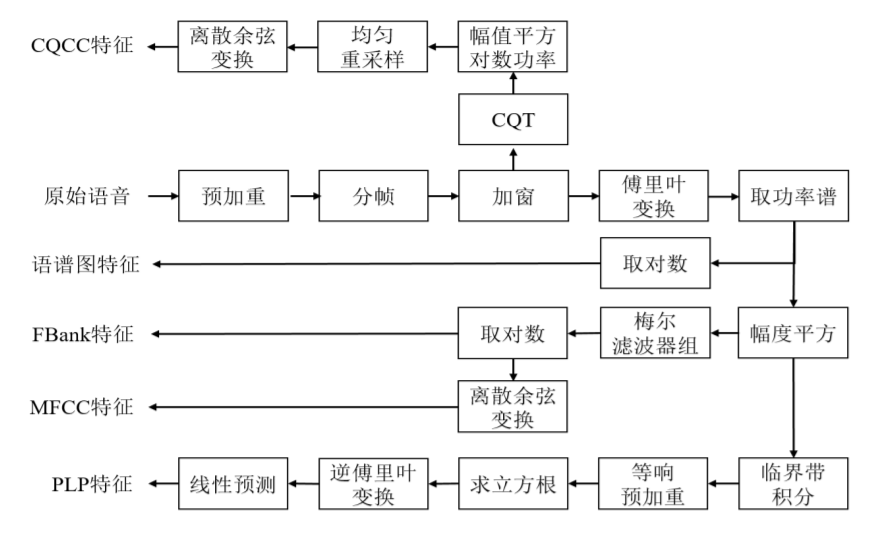 CQCC特征
离散余弦
变换
均匀
重采样
幅值平方
对数功率
CQT
原始语音
预加重
分帧
加窗
傅里叶
变换
取功率谱
语谱图特征
取对数
FBank特征
取对数
梅尔
滤波器组
幅度平方
MFCC特征
离散余弦
变换
PLP特征
线性预测
逆傅里叶
变换
求立方根
等响
预加重
临界带
积分